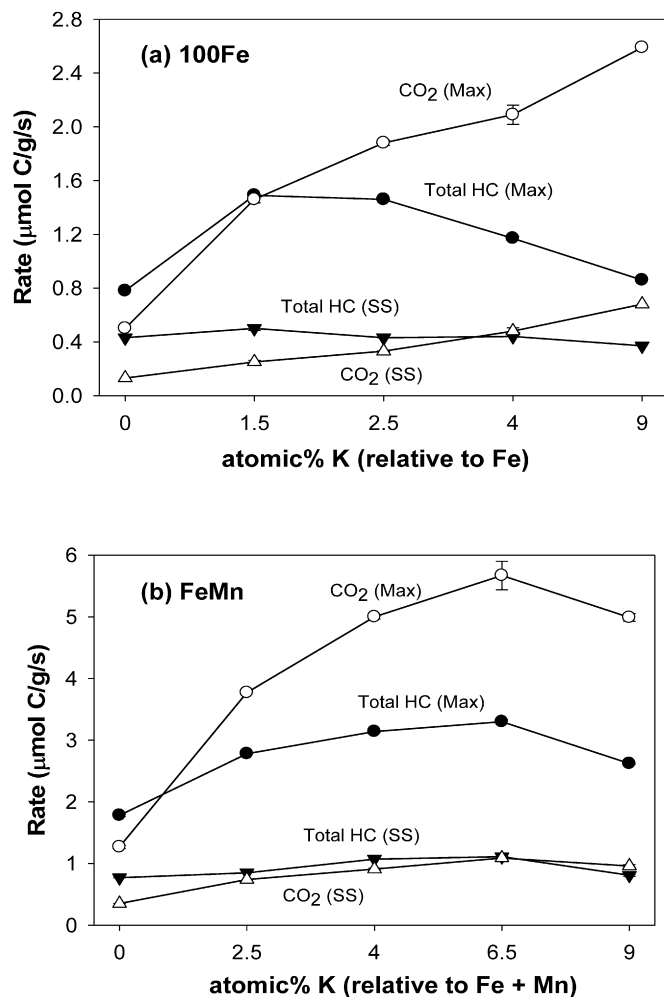 (a) 100Fe
2.8
2.4
2.0
1.6
1.2
0.8
0.4
0.0
Rate (μmol C/g/s)
CO2 (Max)
Total HC (Max)
Total HC (SS)
CO2 (SS)
0 1.5 2.5 4 9
atomic% K (relative to Fe)
(b) FeMn
6
5
4
3
2
1
0
Rate (μmol C/g/s)
CO2 (Max)
Total HC (Max)
Total HC (SS)
CO2 (SS)
0 2.5 4 6.5 9
atomic% K (relative to Fe + Mn)